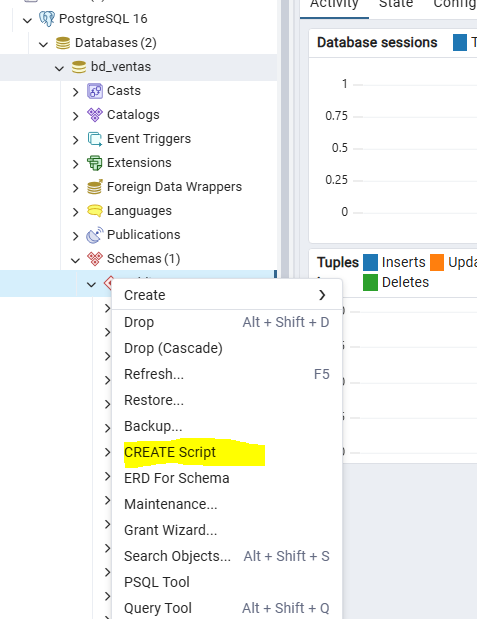 Activity State Config
PostgreSQL 16
Databases (2)
bd_ventas
Casts
Catalogs
Event Triggers
Extensions
Foreign Data Wrappers
Languages
Publications
Schemas (1)
Create
Drop Alt + Shift + D
Drop (Cascade)
Refresh... F5
Restore...
Backup...
CREATE Script
ERD For Schema
Maintenance...
Grant Wizard...
Search Objects... Alt + Shift + S
PSQL Tool
Query Tool Alt + Shift + Q
Database sessions T
1
0.75
0.5
0.25
0
Tuples Inserts Upda
Deletes